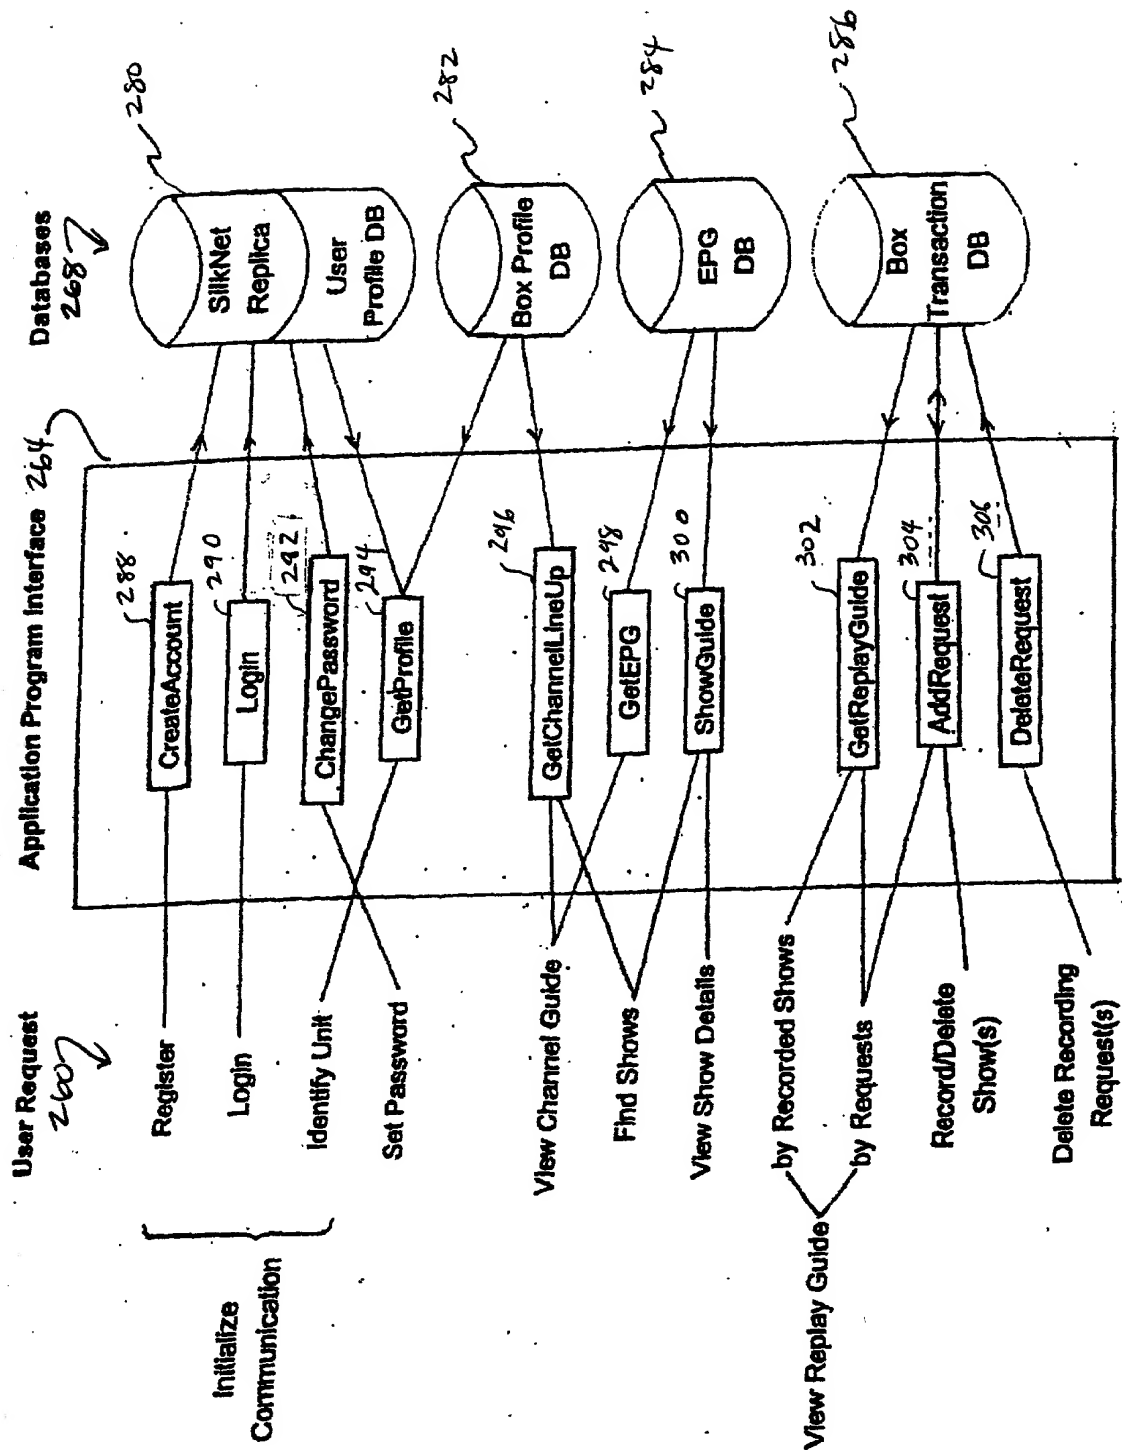 User Request
260
Application Program Interface 264
Databases
268
Initialize
Communication
Register
Login
Identify Unit
Set Password
View Channel Guide
Find Shows
View Show Details
View Replay Guide
by Recorded Shows
by Requests
Record/Delete
Show(s)
Delete Recording
Request(s)
288
CreateAccount
290
Login
292
ChangePassword
294
GetProfile
296
GetChannelLineUp
298
GetEPG
300
ShowGuide
302
GetReplayGuide
304
AddRequest
306
DeleteRequest
280
SilkNet
Replica
User
Profile DB
282
Box Profile
DB
284
EPG
DB
286
Box
Transaction
DB